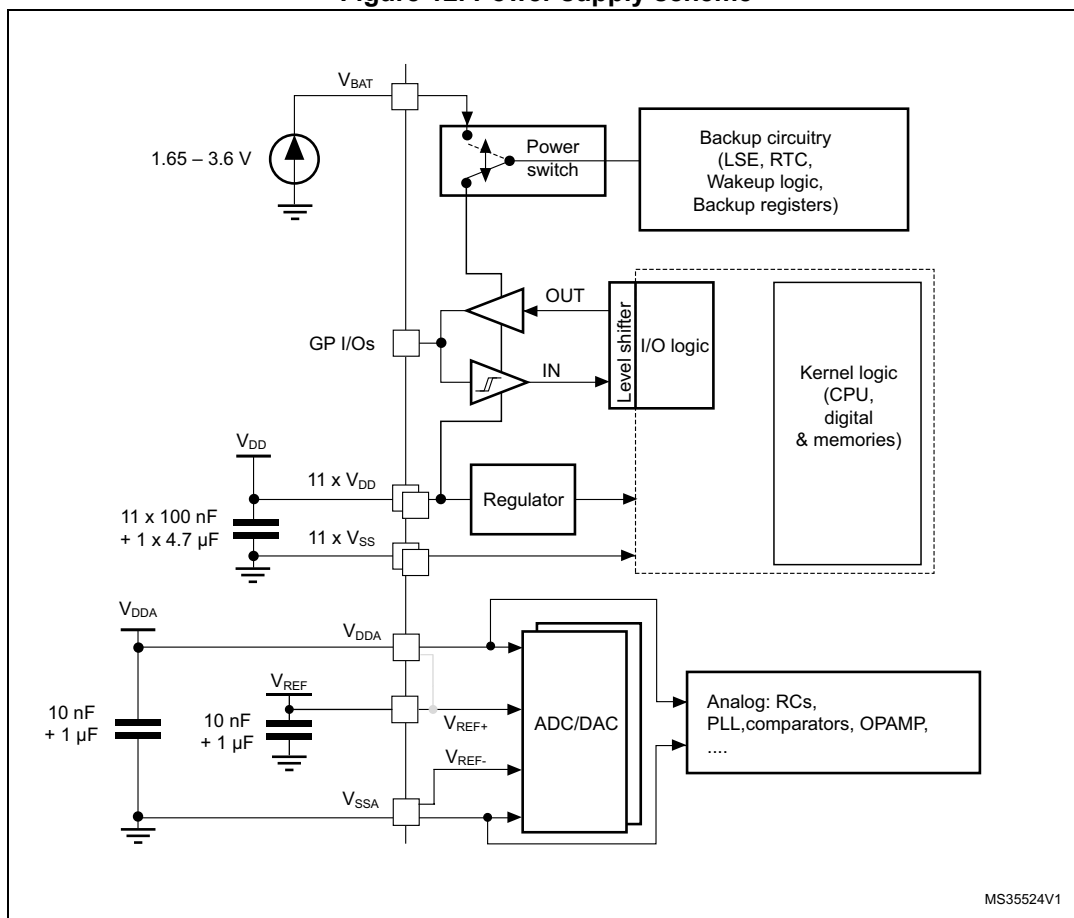 Figure 12. Power supply scheme
VBAT
1.65 – 3.6 V
Power
switch
Backup circuitry
(LSE, RTC,
Wakeup logic,
Backup registers)
GP I/Os
OUT
IN
Level shifter
I/O logic
Kernel logic
(CPU,
digital
& memories)
VDD
11 x VDD
Regulator
11 x 100 nF
+ 1 x 4.7 µF
11 x VSS
VDDA
VDDA
VREF
10 nF
+ 1 µF
10 nF
+ 1 µF
VREF+
VREF-
VSSA
ADC/DAC
Analog: RCs,
PLL,comparators, OPAMP,
....
MS35524V1